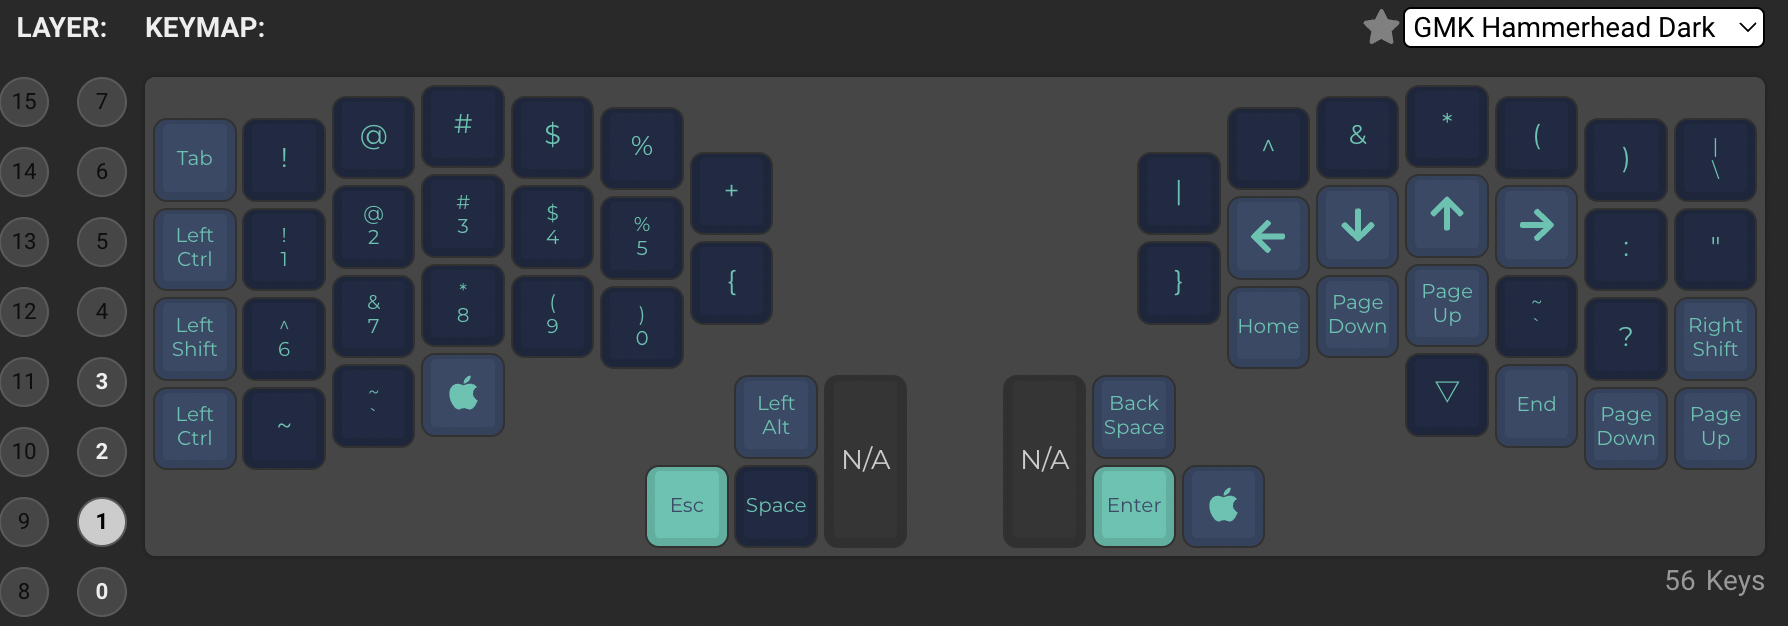 LAYER: KEYMAP: GMK Hammerhead Dark
15 7
14 6
13 5
12 4
11 3
10 2
9 1
8 0
Tab ! @ # $ % +
Left Ctrl
! 1
@ 2
# 3
$ 4
% 5
{
Left Shift
^ 6
& 7
* 8
( 9
) 0
Left Ctrl
~
~ `
Left Alt
N/A
Esc
Space
| ^ & * ( )
| \
}
← ↓ ↑ →
:
"
Home
Page Down
Page Up
~ `
?
Right Shift
▽
End
Page Down
Page Up
N/A
Back Space
Enter
56 Keys